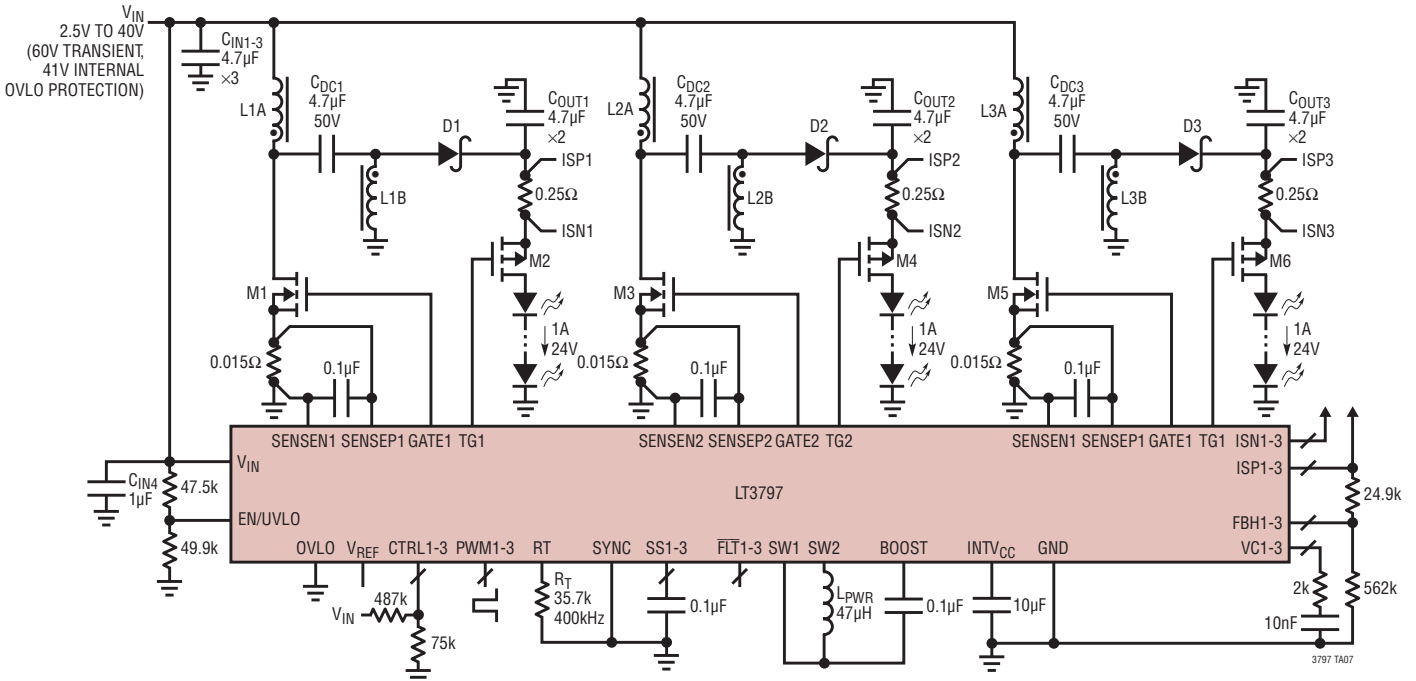 VIN
2.5V TO 40V
(60V TRANSIENT,
41V INTERNAL
OVLO PROTECTION)
CIN1-3
4.7µF
×3
L1A
CDC1
4.7µF
50V
D1
L1B
COUT1
4.7µF
×2
ISP1
0.25Ω
ISN1
M2
M1
1A
24V
0.015Ω
0.1µF
L2A
CDC2
4.7µF
50V
D2
L2B
COUT2
4.7µF
×2
ISP2
0.25Ω
ISN2
M4
M3
1A
24V
0.015Ω
0.1µF
L3A
CDC3
4.7µF
50V
D3
L3B
COUT3
4.7µF
×2
ISP3
0.25Ω
ISN3
M6
M5
1A
24V
0.015Ω
0.1µF
SENSEN1 SENSEP1 GATE1 TG1
SENSEN2 SENSEP2 GATE2 TG2
SENSEN1 SENSEP1 GATE1 TG1
ISN1-3
ISP1-3
FBH1-3
VC1-3
VIN
EN/UVLO
LT3797
CIN4
1µF
47.5k
49.9k
24.9k
562k
2k
10nF
OVLO VREF CTRL1-3 PWM1-3 RT SYNC SS1-3 FLT1-3 SW1 SW2 BOOST INTVCC GND
VIN
487k
75k
RT
35.7k
400kHz
0.1µF
LPWR
47µH
0.1µF
10µF
3797 TA07